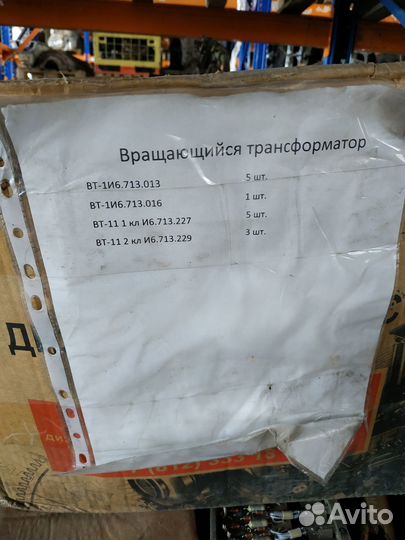 Вращающийся трансформатор
ВТ-1И6.713.013 5 шт.
ВТ-1И6.713.016 1 шт.
ВТ-11 1 кл И6.713.227 5 шт.
ВТ-11 2 кл И6.713.229 3 шт.
Avito